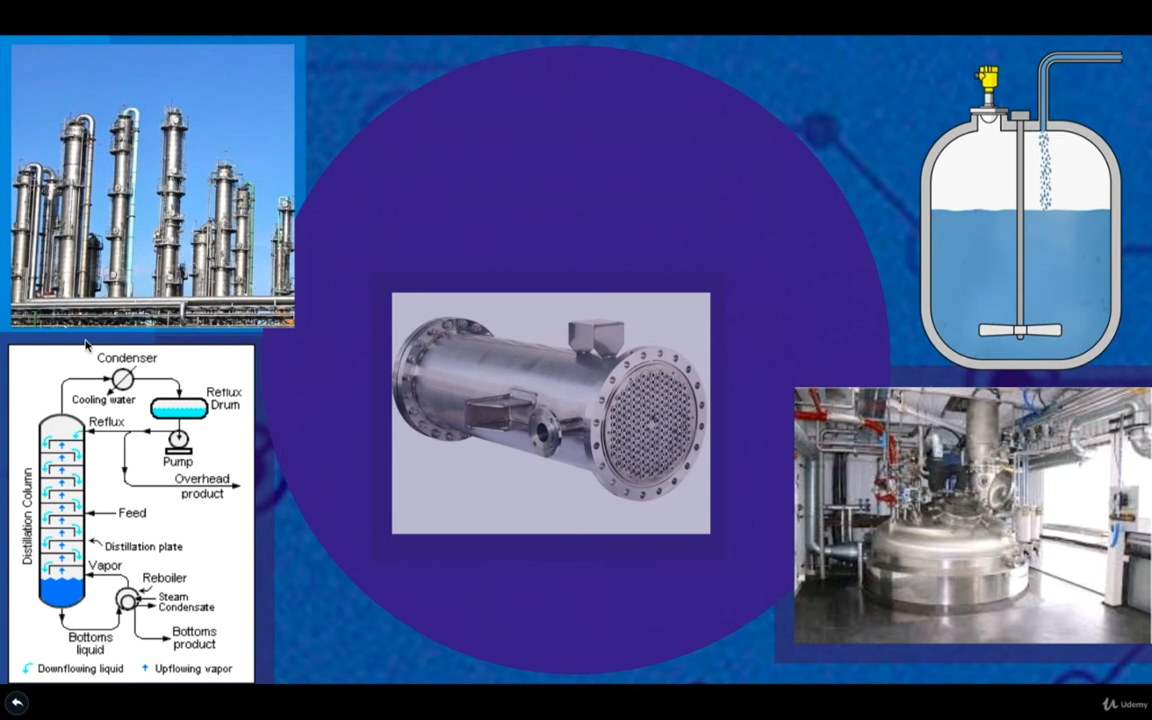 Condenser
Cooling water
Reflux
Drum
Reflux
Pump
Overhead
product
Distillation Column
Feed
Distillation plate
Vapor
Reboiler
Steam
Condensate
Bottoms
liquid
Bottoms
product
Downflowing liquid
Upflowing vapor
Udemy